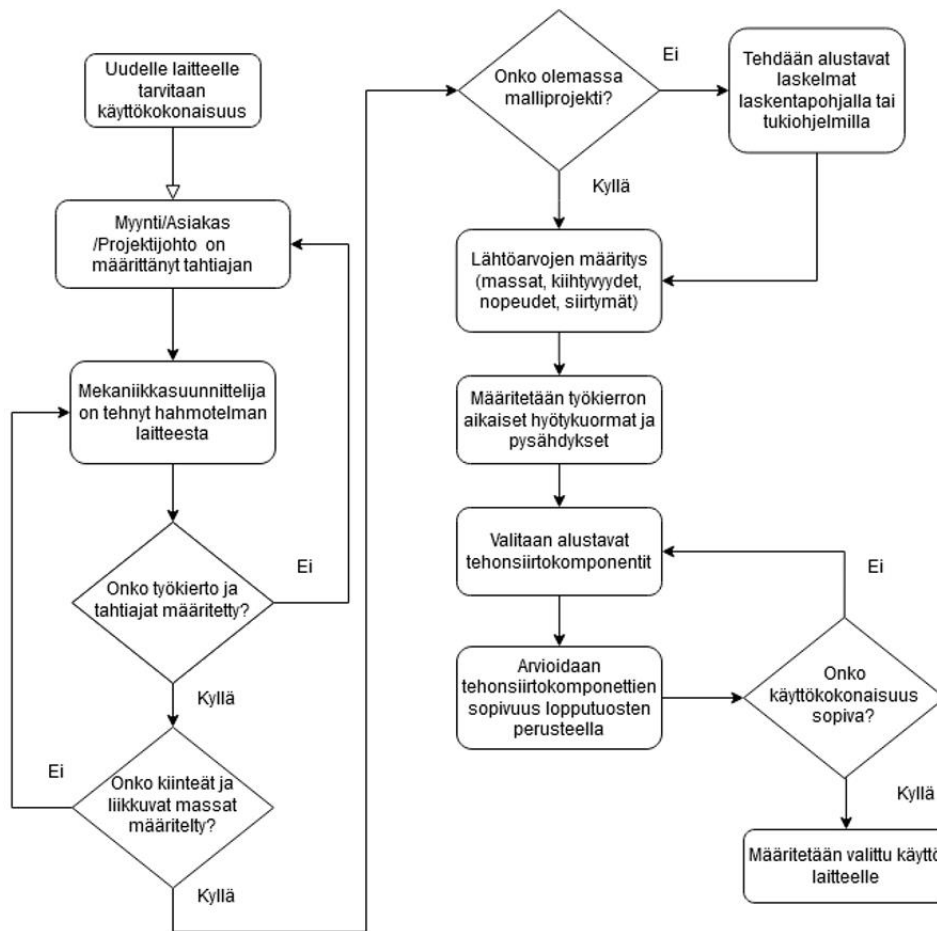 Uudelle laitteelle
tarvitaan
käyttökokonaisuus
Myynti/Asiakas
/Projektijohto on
määrittänyt tahtiajan
Mekaniikkasuunnittelija
on tehnyt hahmotelman
laitteesta
Onko työkierto ja
tahtiajat määritetty?
Ei
Kyllä
Onko kiinteät ja
liikkuvat massat
määritelty?
Ei
Kyllä
Onko olemassa
malliprojekti?
Ei
Kyllä
Tehdään alustavat
laskelmat
laskentapohjalla tai
tukiohjelmilla
Lähtöarvojen määritys
(massat, kiihtyvyydet,
nopeudet, siirtymät)
Määritetään työkierron
aikaiset hyötykuormat ja
pysähdykset
Valitaan alustavat
tehonsiirtokomponentit
Arvioidaan
tehonsiirtokomponettien
sopivuus lopputuosten
perusteella
Onko
käyttökokonaisuus
sopiva?
Ei
Kyllä
Määritetään valittu käyttö
laitteelle